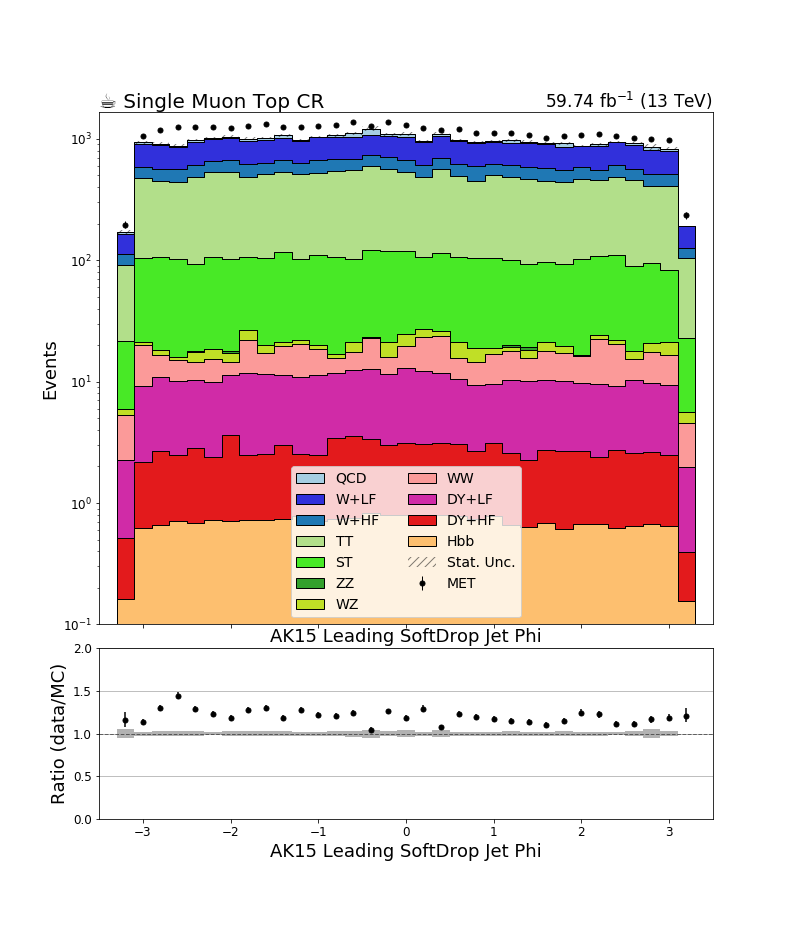 ☕ Single Muon Top CR 59.74 fb⁻¹ (13 TeV)
Events
10³
10²
10¹
10⁰
10⁻¹
QCD WW
W+LF DY+LF
W+HF DY+HF
TT Hbb
ST Stat. Unc.
ZZ MET
WZ
AK15 Leading SoftDrop Jet Phi
Ratio (data/MC)
2.0
1.5
1.0
0.5
0.0
−3 −2 −1 0 1 2 3
AK15 Leading SoftDrop Jet Phi